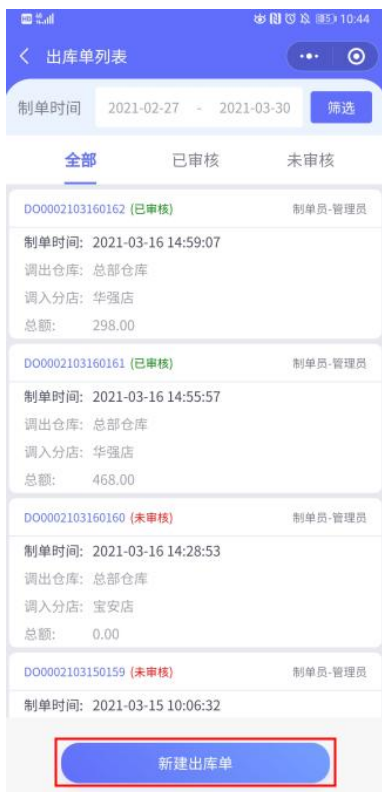 10:44
出库单列表
制单时间 2021-02-27 - 2021-03-30 筛选
全部 已审核 未审核
DO0002103160162 (已审核) 制单员-管理员
制单时间: 2021-03-16 14:59:07
调出仓库: 总部仓库
调入分店: 华强店
总额: 298.00
DO0002103160161 (已审核) 制单员-管理员
制单时间: 2021-03-16 14:55:57
调出仓库: 总部仓库
调入分店: 华强店
总额: 468.00
DO0002103160160 (未审核) 制单员-管理员
制单时间: 2021-03-16 14:28:53
调出仓库: 总部仓库
调入分店: 宝安店
总额: 0.00
DO0002103150159 (未审核) 制单员-管理员
制单时间: 2021-03-15 10:06:32
新建出库单